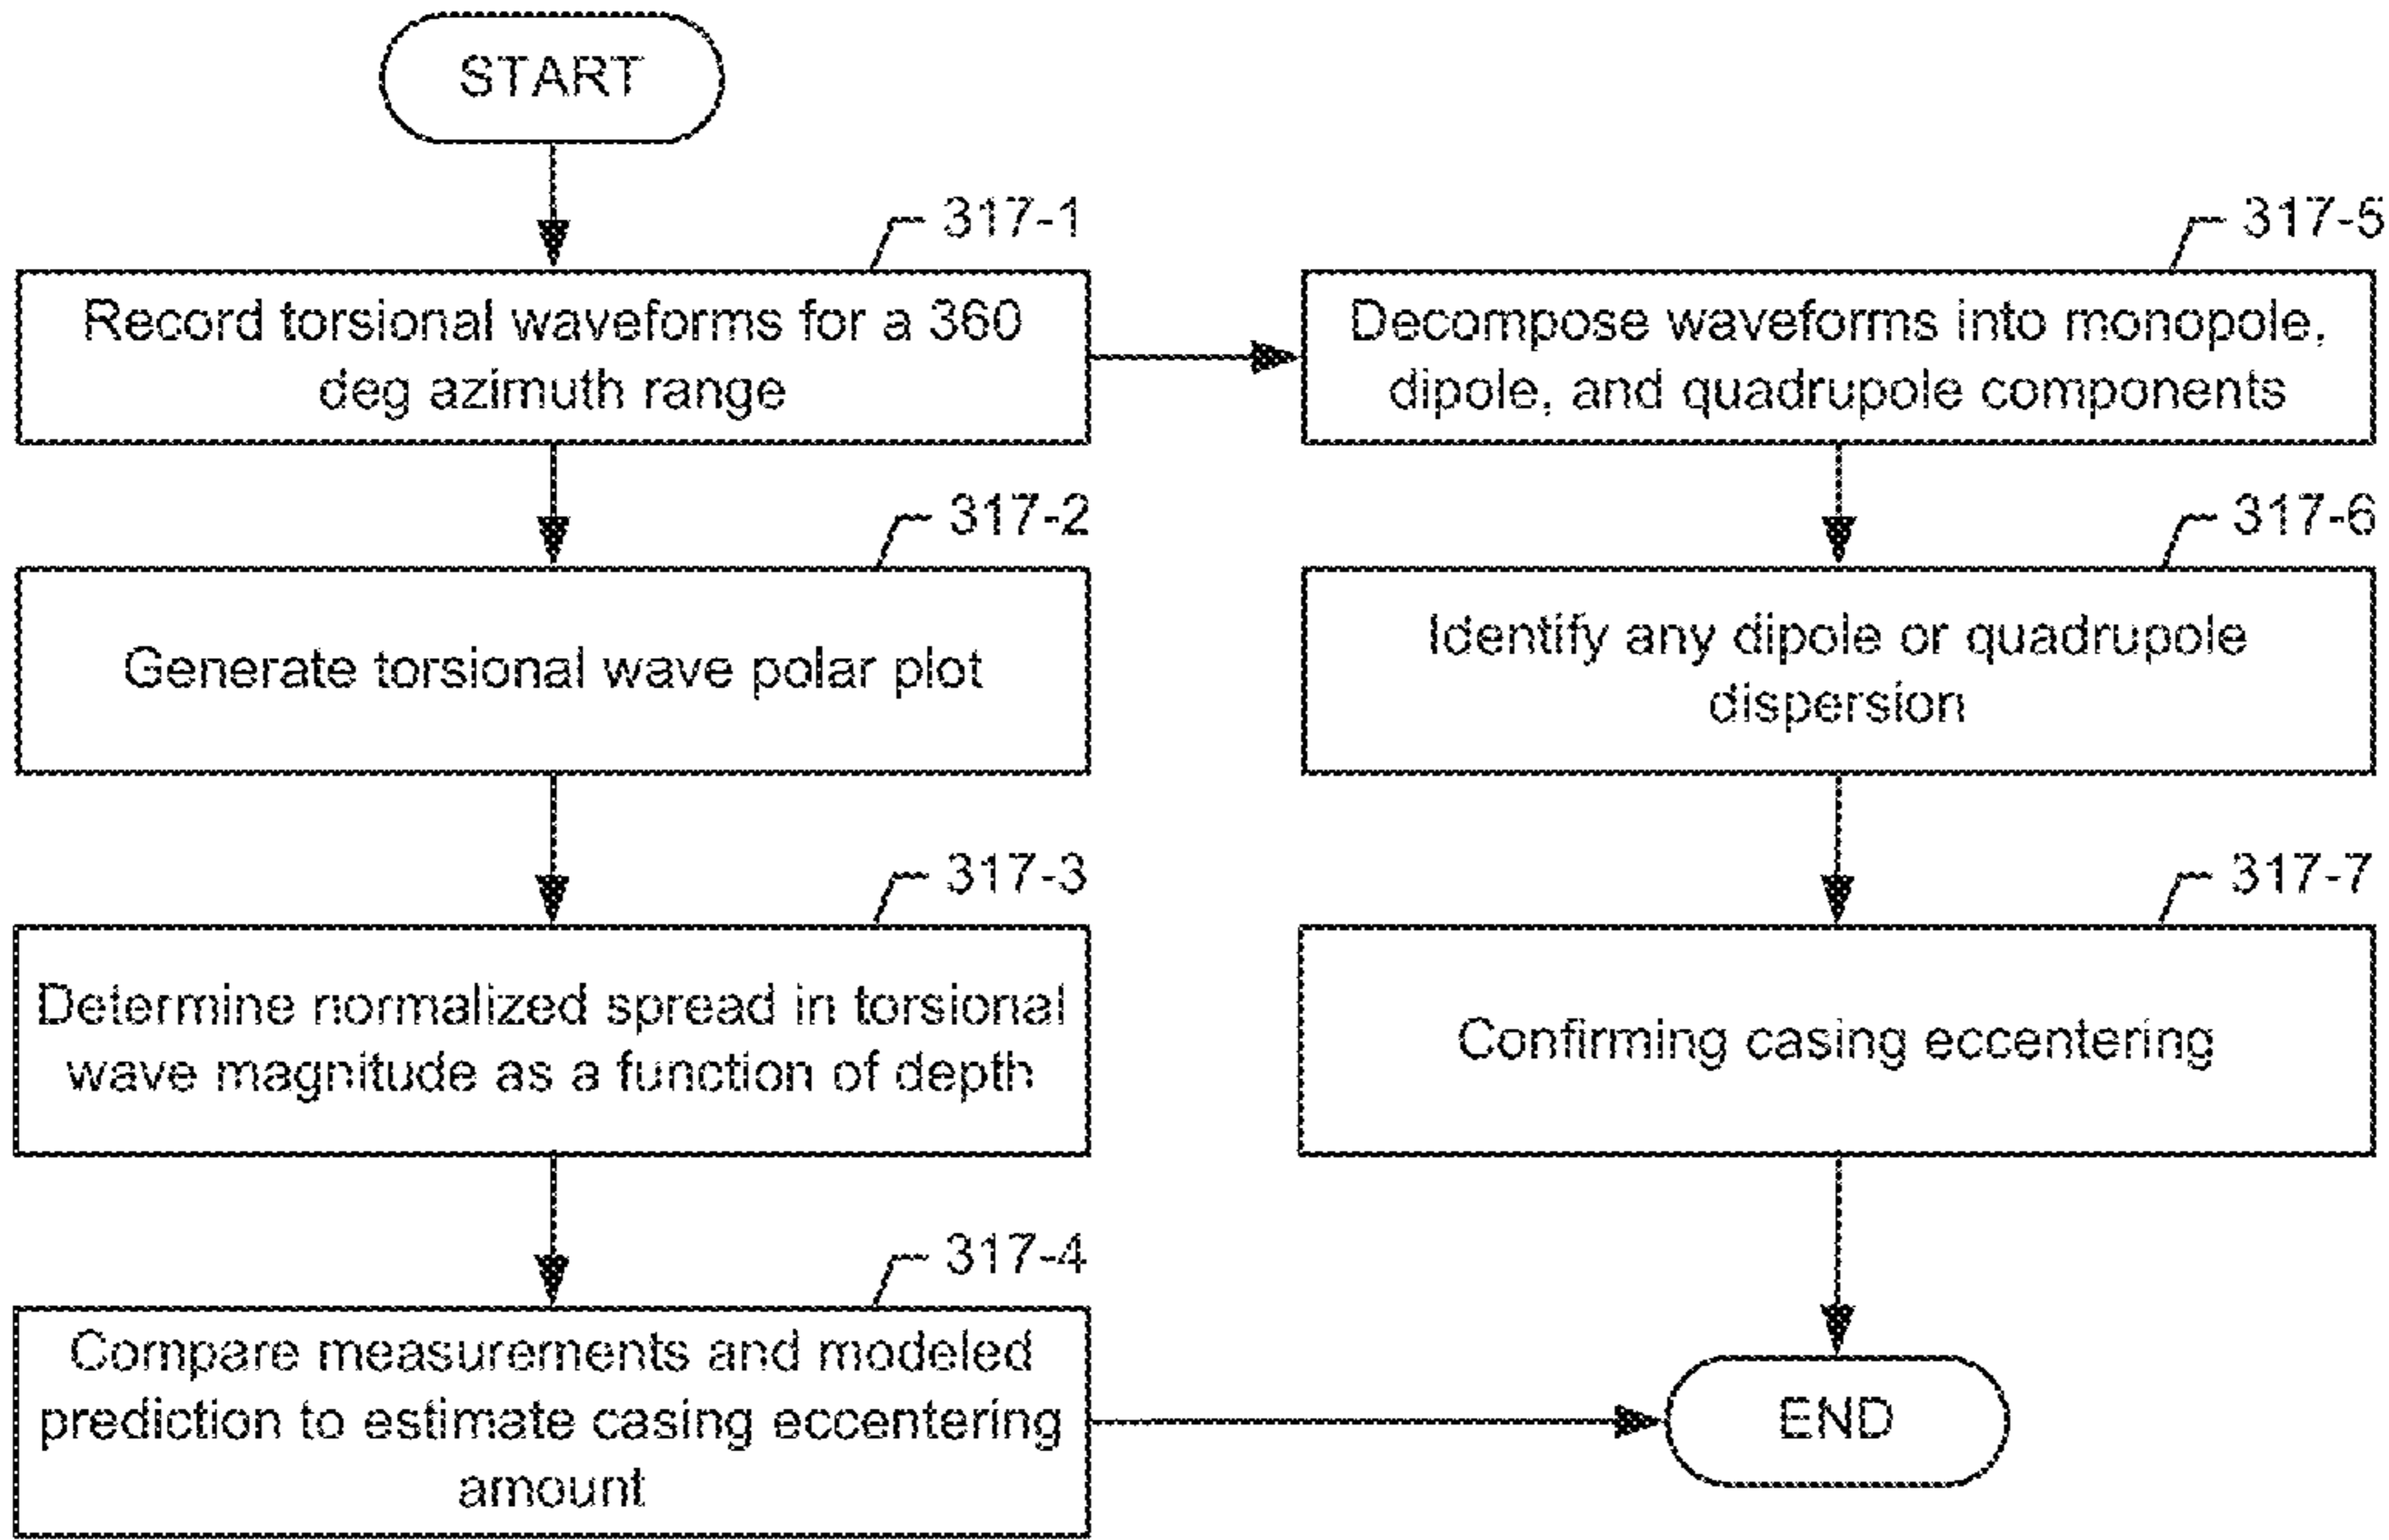 START
317-1
Record torsional waveforms for a 360
deg azimuth range
317-2
Generate torsional wave polar plot
317-3
Determine normalized spread in torsional
wave magnitude as a function of depth
317-4
Compare measurements and modeled
prediction to estimate casing eccentering
amount
317-5
Decompose waveforms into monopole,
dipole, and quadrupole components
317-6
Identify any dipole or quadrupole
dispersion
317-7
Confirming casing eccentering
END